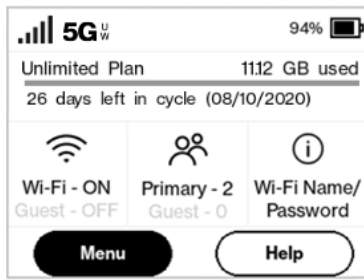 5G UW 94%
Unlimited Plan 11.12 GB used
26 days left in cycle (08/10/2020)
Wi-Fi - ON Primary - 2 Wi-Fi Name/
Guest - OFF Guest - 0 Password
Menu Help